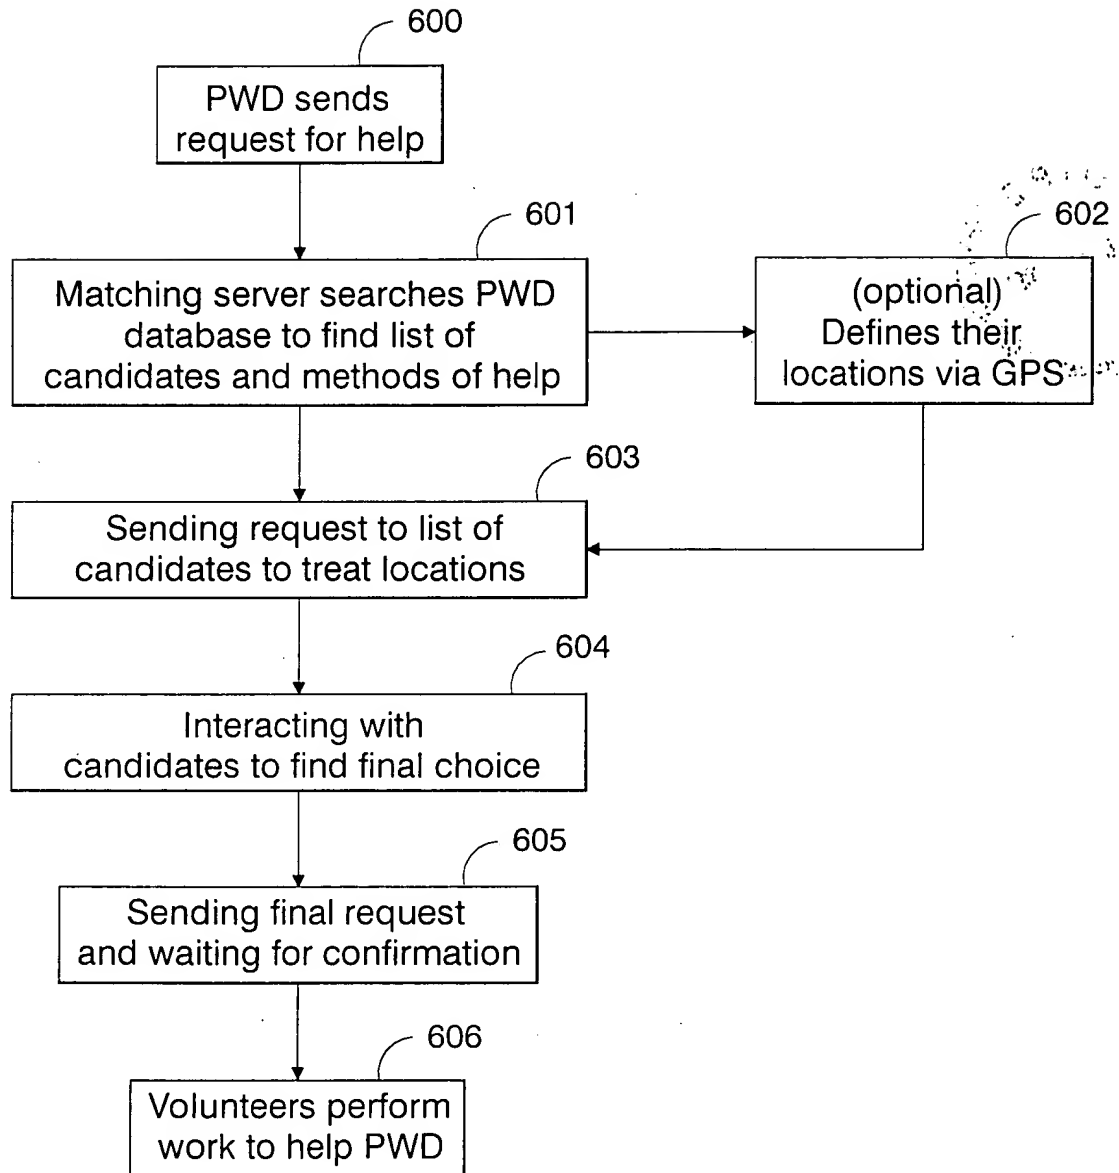 600
PWD sends
request for help
601
Matching server searches PWD
database to find list of
candidates and methods of help
602
(optional)
Defines their
locations via GPS
603
Sending request to list of
candidates to treat locations
604
Interacting with
candidates to find final choice
605
Sending final request
and waiting for confirmation
606
Volunteers perform
work to help PWD